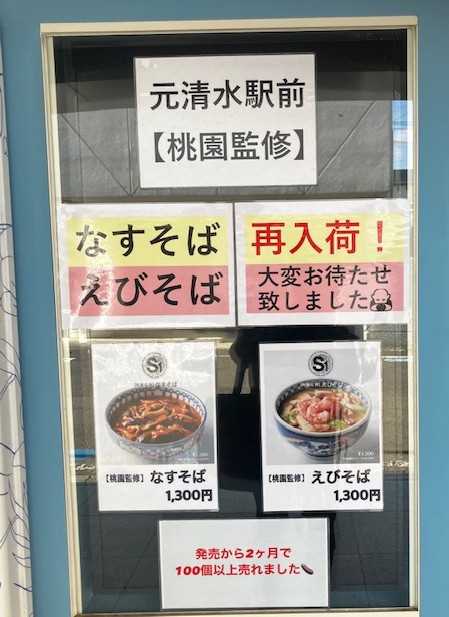 元清水駅前
【桃園監修】
なすそば
えびそば
再入荷！
大変お待たせ
致しました
S1
S1
¥1,300
【桃園監修】なすそば
1,300円
【桃園監修】えびそば
1,300円
発売から2ヶ月で
100個以上売れました🍆